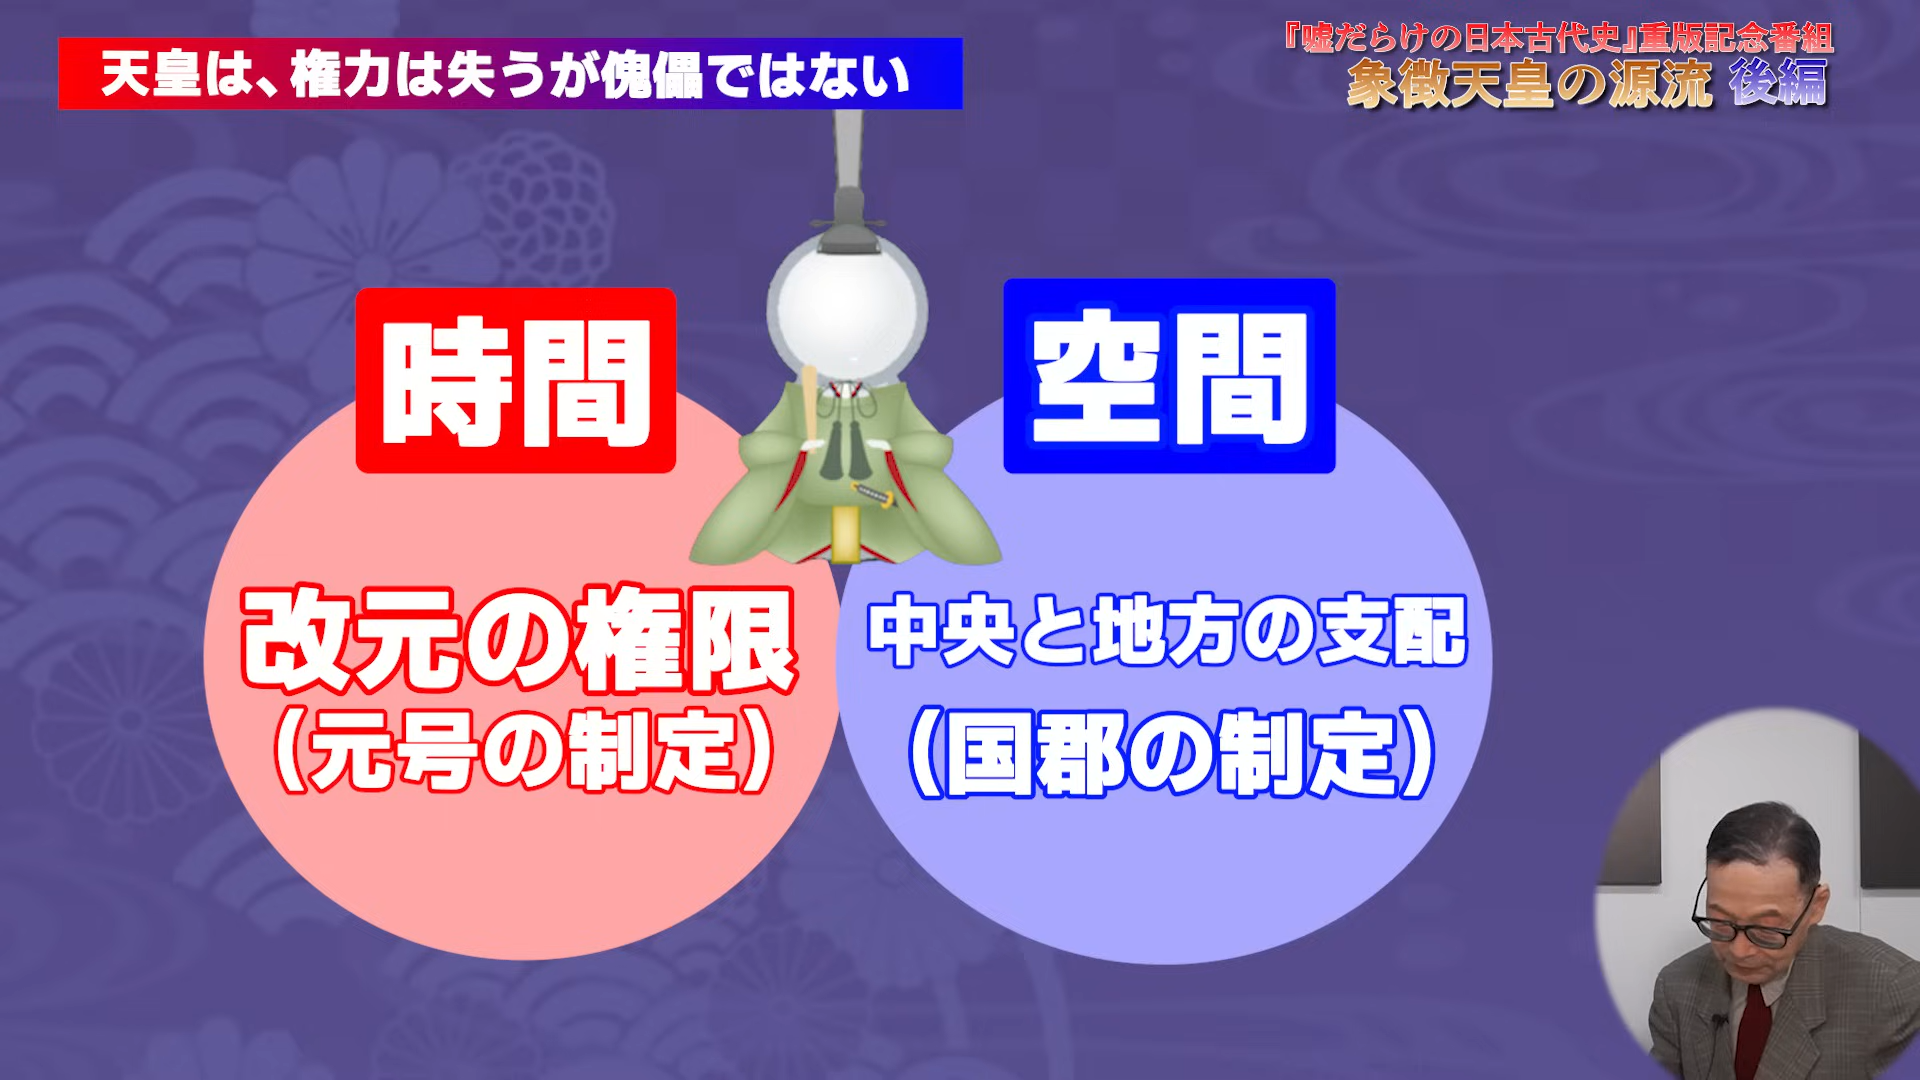 天皇は、権力は失うが傀儡ではない
『嘘だらけの日本古代史』重版記念番組
象徴天皇の源流 後編
時間
改元の権限
（元号の制定）
空間
中央と地方の支配
（国郡の制定）